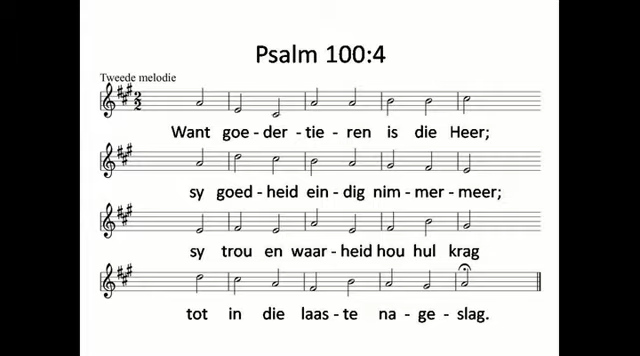 Psalm 100:4
Tweede melodie
Want goe - der - tie - ren is die Heer;
sy goed - heid ein - dig nim - mer - meer;
sy trou en waar - heid hou hul krag
tot in die laas - te na - ge - slag.